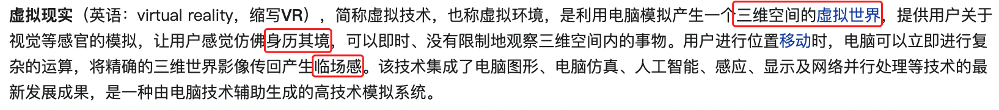 虚拟现实（英语：virtual reality，缩写VR），简称虚拟技术，也称虚拟环境，是利用电脑模拟产生一个三维空间的虚拟世界，提供用户关于
视觉等感官的模拟，让用户感觉仿佛身历其境，可以即时、没有限制地观察三维空间内的事物。用户进行位置移动时，电脑可以立即进行复
杂的运算，将精确的三维世界影像传回产生临场感。该技术集成了电脑图形、电脑仿真、人工智能、感应、显示及网络并行处理等技术的最
新发展成果，是一种由电脑技术辅助生成的高技术模拟系统。